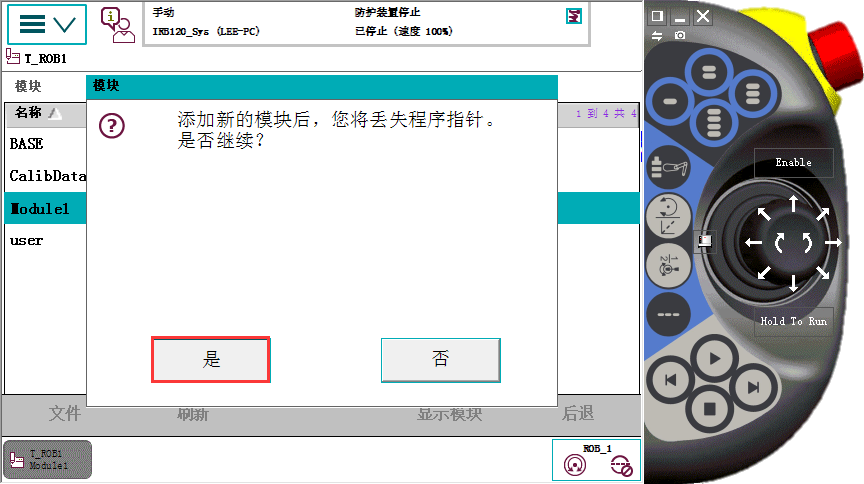 手动
防护装置停止
IRB120_Sys (LEE-PC)
已停止 (速度 100%)
T_ROB1
模块
模块
名称
1 到 4 共 4
添加新的模块后，您将丢失程序指针。
是否继续？
BASE
CalibData
Module1
user
是
否
文件
刷新
显示模块
后退
T_ROB1
Module1
ROB_1
1/2
Enable
Hold To Run